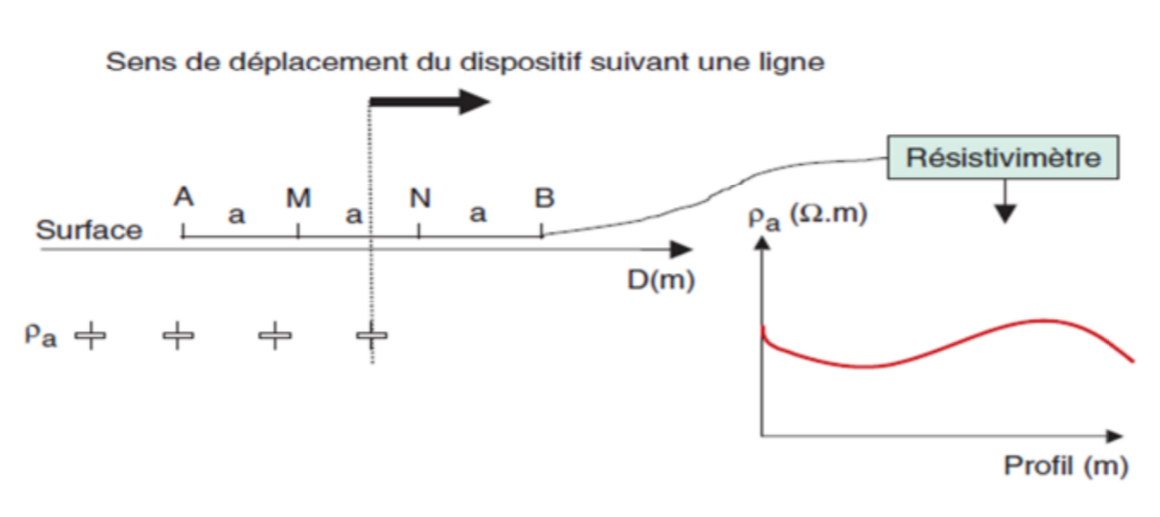 Sens de déplacement du dispositif suivant une ligne
Résistivimètre
A M N B
a a a
Surface
ρa (Ω.m)
D(m)
ρa
Profil (m)